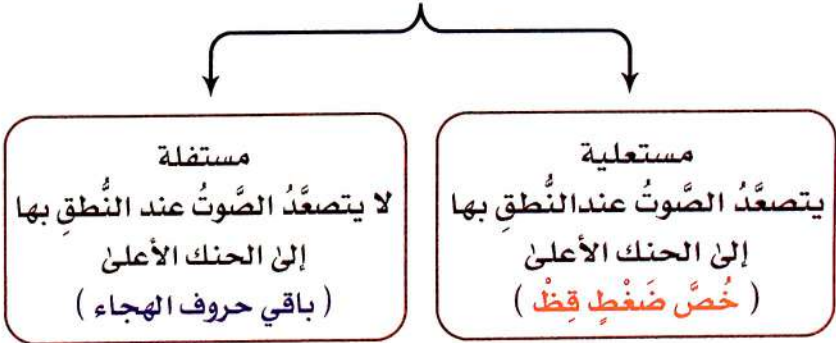 مستعلية
يتصعَّدُ الصَّوتُ عندالنُّطقِ بها
إلىٰ الحنك الأعلىٰ
( خُصَّ ضَغْطٍ قِظْ )
مستفلة
لا يتصعَّدُ الصَّوتُ عند النُّطقِ بها
إلىٰ الحنك الأعلىٰ
( باقي حروف الهجاء )